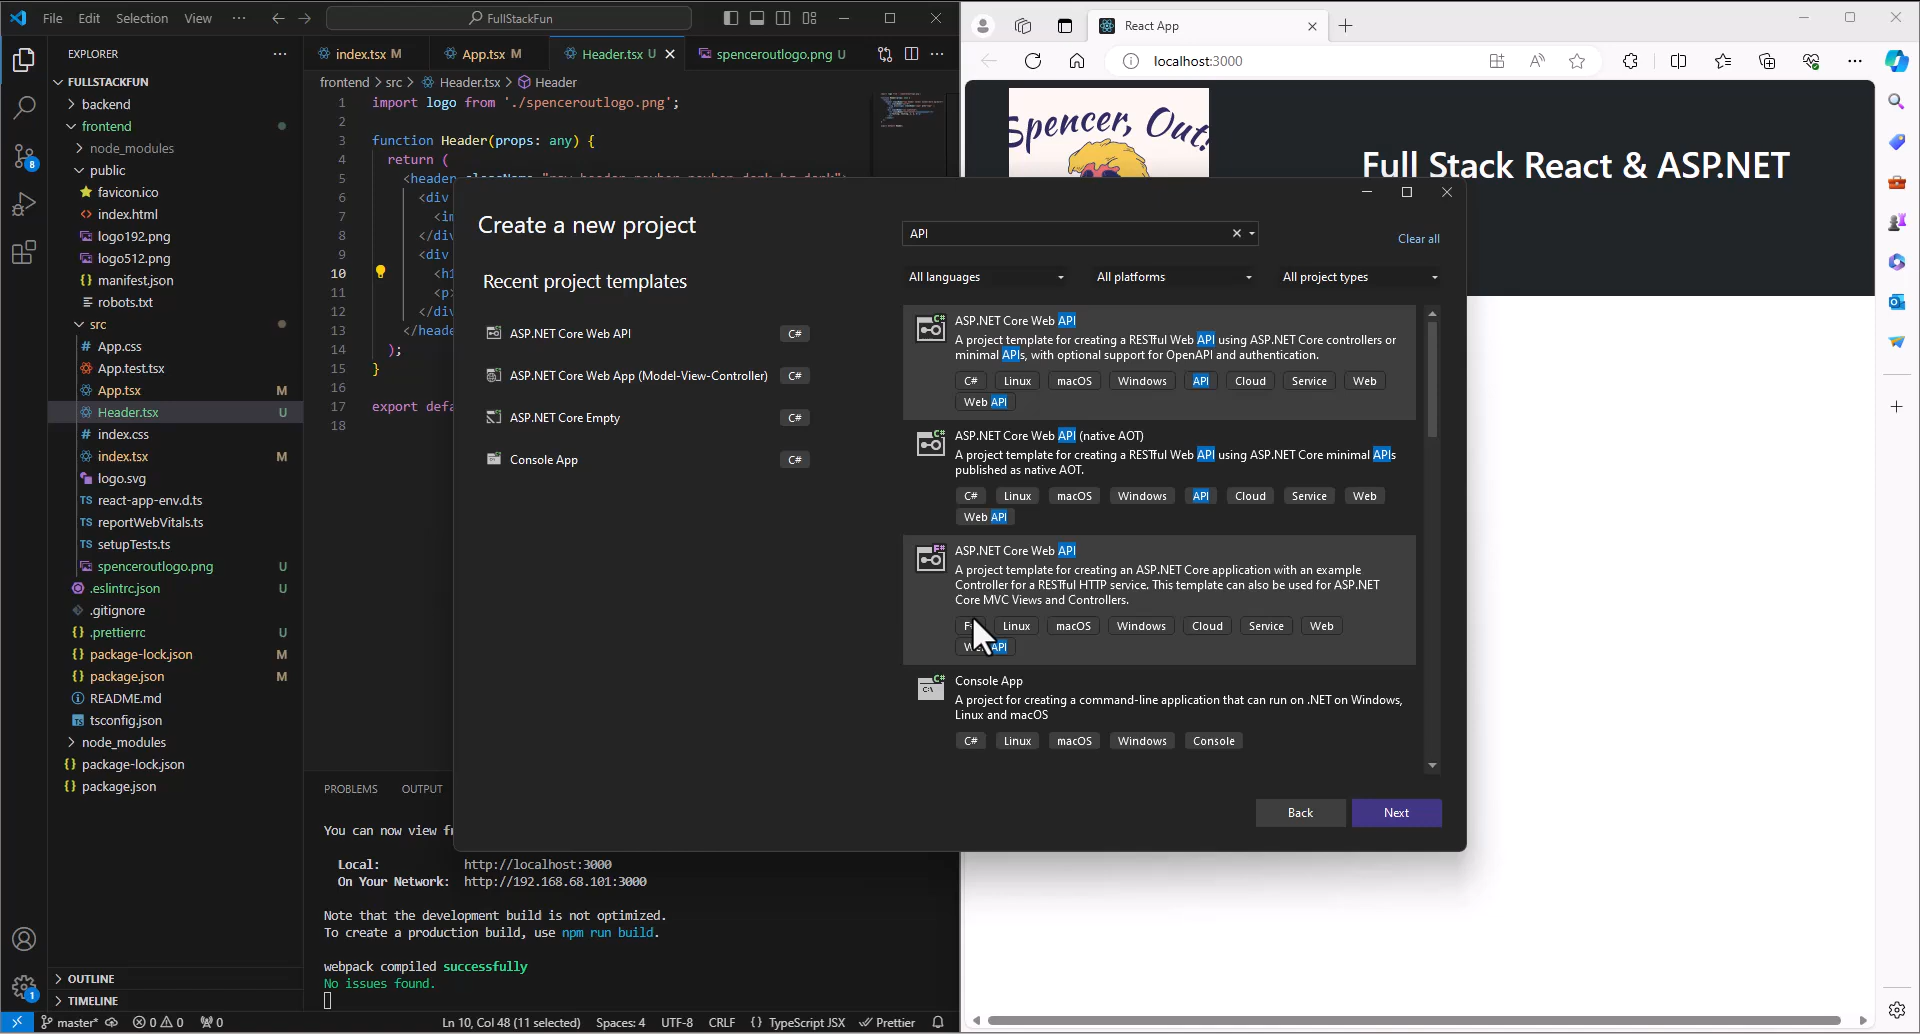 File Edit Selection View ··· FullStackFun
EXPLORER
FULLSTACKFUN
backend
frontend
node_modules
public
favicon.ico
index.html
logo192.png
logo512.png
manifest.json
robots.txt
src
App.css
App.test.tsx
App.tsx M
Header.tsx U
index.css
index.tsx M
logo.svg
react-app-env.d.ts
reportWebVitals.ts
setupTests.ts
spenceroutlogo.png U
.eslintrc.json U
.gitignore
.prettierrc U
package-lock.json M
package.json M
README.md
tsconfig.json
node_modules
package-lock.json
package.json
OUTLINE
TIMELINE
8
1
index.tsx M App.tsx M Header.tsx U spenceroutlogo.png U
frontend > src > Header.tsx > Header
1 import logo from './spenceroutlogo.png';
2
3 function Header(props: any) {
4 return (
5 <header className="row header navbar navbar-dark bg-dark">
6 <div
7 <im
8 </div
9 <div
10 <h1
11 <p>
12 </div
13 </heade
14 );
15 }
16
17 export defa
18
PROBLEMS OUTPUT
You can now view fr
Local: http://localhost:3000
On Your Network: http://192.168.68.101:3000
Note that the development build is not optimized.
To create a production build, use npm run build.
webpack compiled successfully
No issues found.
master* 0 0 0 Ln 10, Col 48 (11 selected) Spaces: 4 UTF-8 CRLF {} TypeScript JSX Prettier
React App
localhost:3000
Spencer, Out!
Full Stack React & ASP.NET
Create a new project
API
Clear all
Recent project templates
ASP.NET Core Web API C#
ASP.NET Core Web App (Model-View-Controller) C#
ASP.NET Core Empty C#
Console App C#
All languages All platforms All project types
ASP.NET Core Web API
A project template for creating a RESTful Web API using ASP.NET Core controllers or
minimal APIs, with optional support for OpenAPI and authentication.
C# Linux macOS Windows API Cloud Service Web
Web API
ASP.NET Core Web API (native AOT)
A project template for creating a RESTful Web API using ASP.NET Core minimal APIs
published as native AOT.
C# Linux macOS Windows API Cloud Service Web
Web API
ASP.NET Core Web API
A project template for creating an ASP.NET Core application with an example
Controller for a RESTful HTTP service. This template can also be used for ASP.NET
Core MVC Views and Controllers.
Linux macOS Windows Cloud Service Web
API
Console App
A project for creating a command-line application that can run on .NET on Windows,
Linux and macOS
C# Linux macOS Windows Console
Back Next